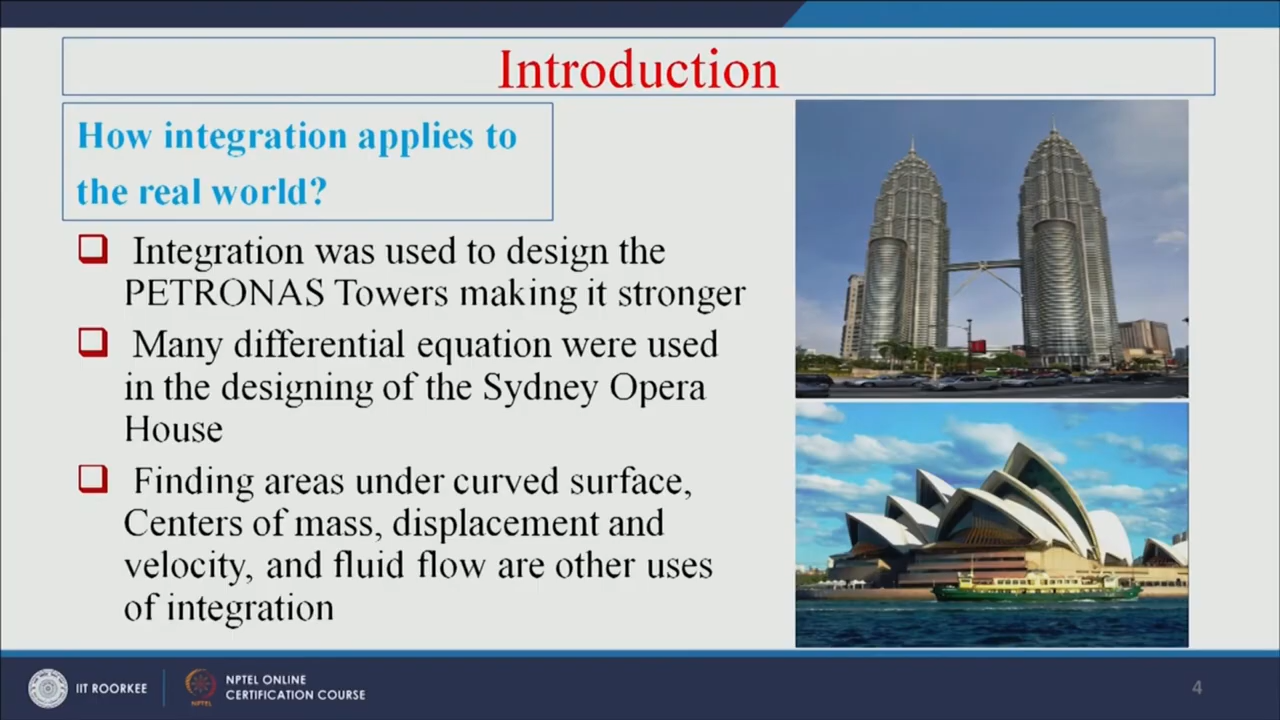 Introduction
How integration applies to
the real world?
Integration was used to design the
PETRONAS Towers making it stronger
Many differential equation were used
in the designing of the Sydney Opera
House
Finding areas under curved surface,
Centers of mass, displacement and
velocity, and fluid flow are other uses
of integration
IIT ROORKEE
NPTEL
NPTEL ONLINE
CERTIFICATION COURSE
4